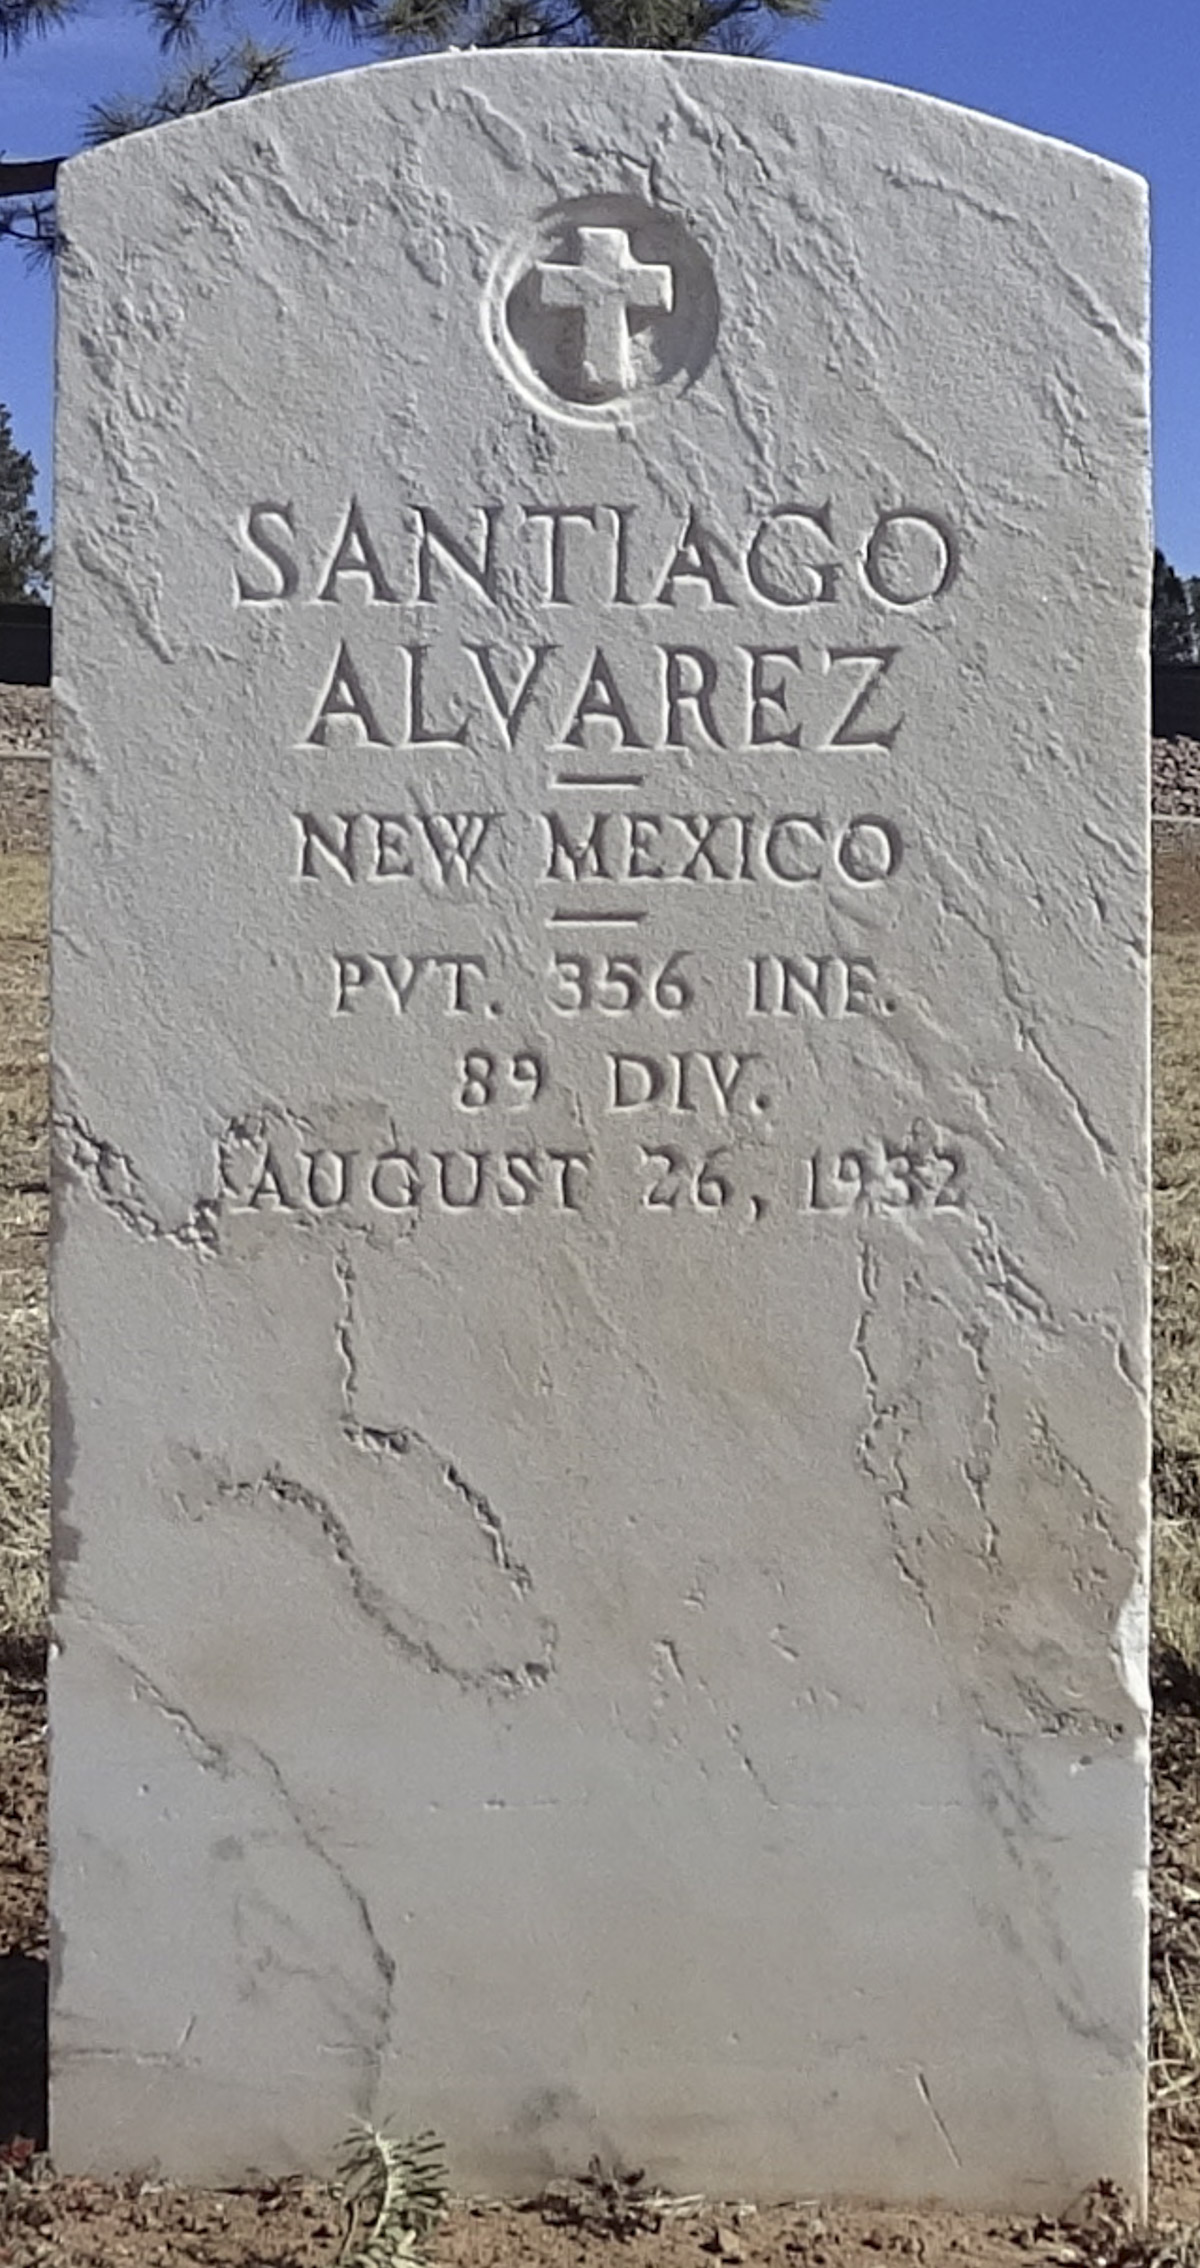 SANTIAGO
ALVAREZ
NEW MEXICO
PVT. 356 INF.
89 DIV.
AUGUST 26, 1932